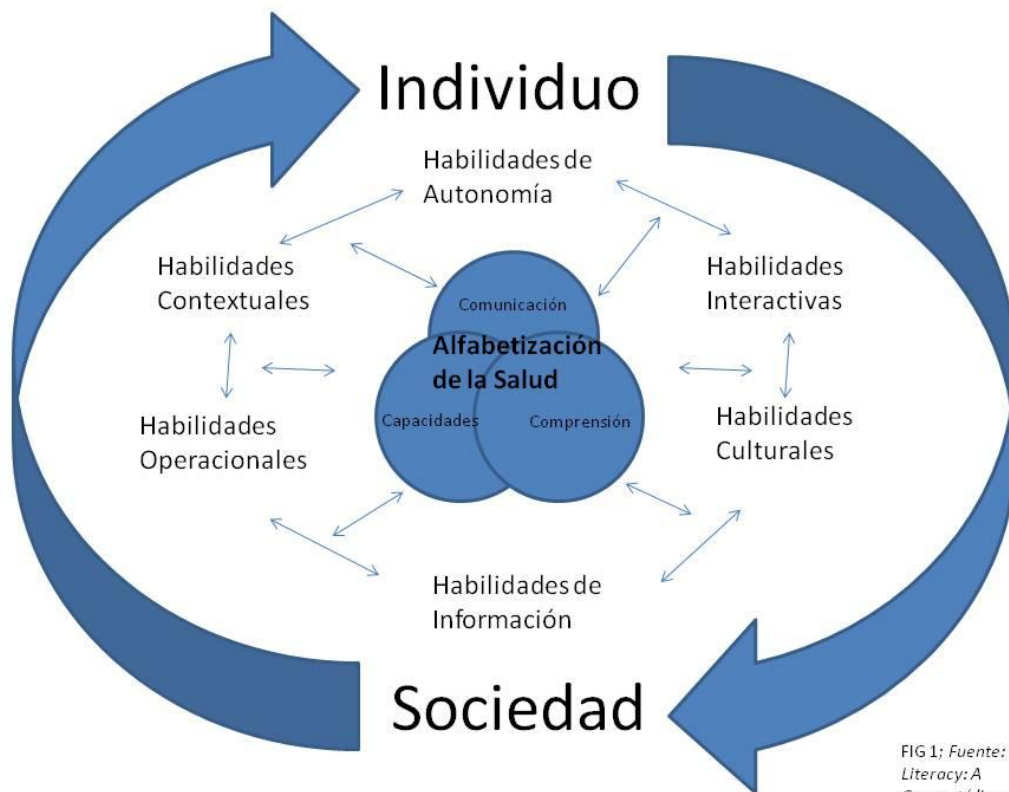 Individuo
Habilidades de
Autonomía
Habilidades
Contextuales
Habilidades
Interactivas
Comunicación
Alfabetización
de la Salud
Capacidades
Comprensión
Habilidades
Operacionales
Habilidades
Culturales
Habilidades de
Información
Sociedad
FIG 1; Fuente:
Literacy: A